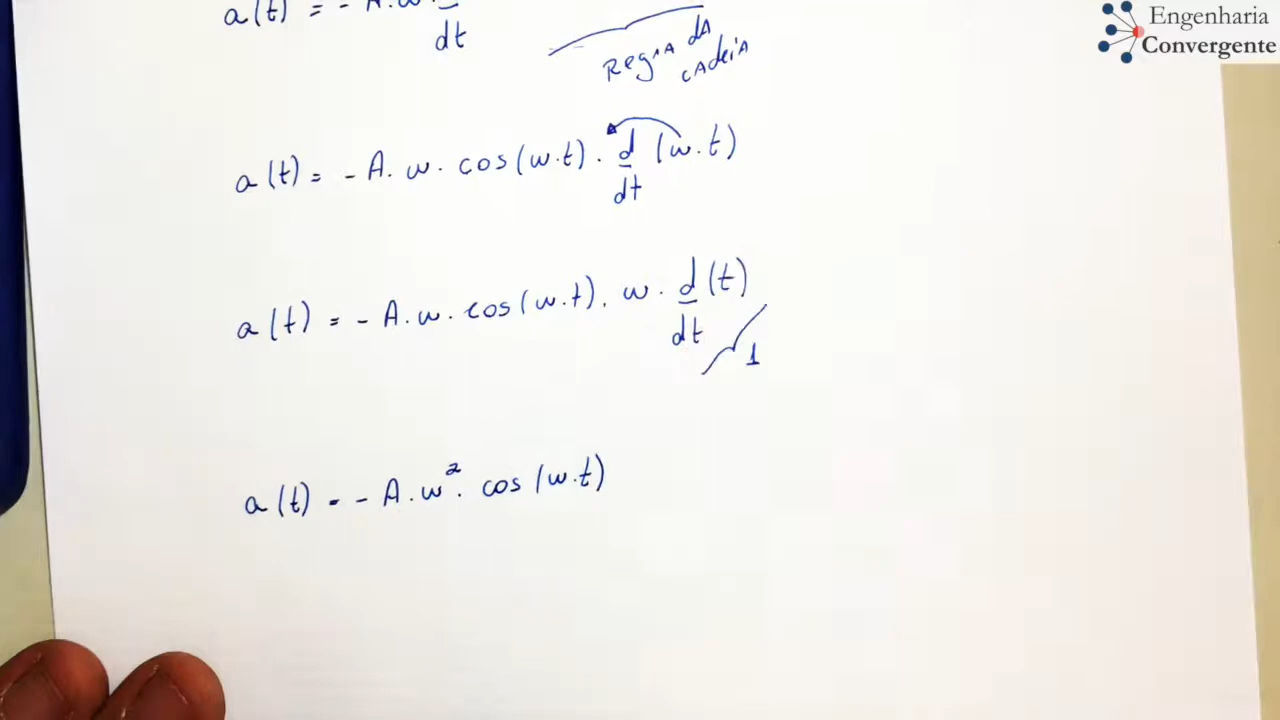 a(t) = - A.w d/dt
Regra da
cadeia
a(t) = - A. w. cos(w.t) . d/dt (w.t)
a(t) = - A.w. cos(w.t). w. d/dt (t)
1
a(t) = - A.w². cos(w.t)
Engenharia
Convergente